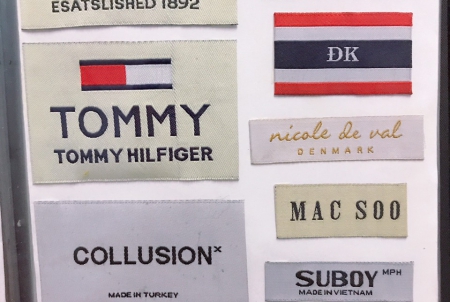 ESATSLISHED 1892
TOMMY
TOMMY HILFIGER
COLLUSION×
MADE IN TURKEY
ĐK
nicole de val
DENMARK
MAC SOO
SUBOY MPH
MADE IN VIETNAM